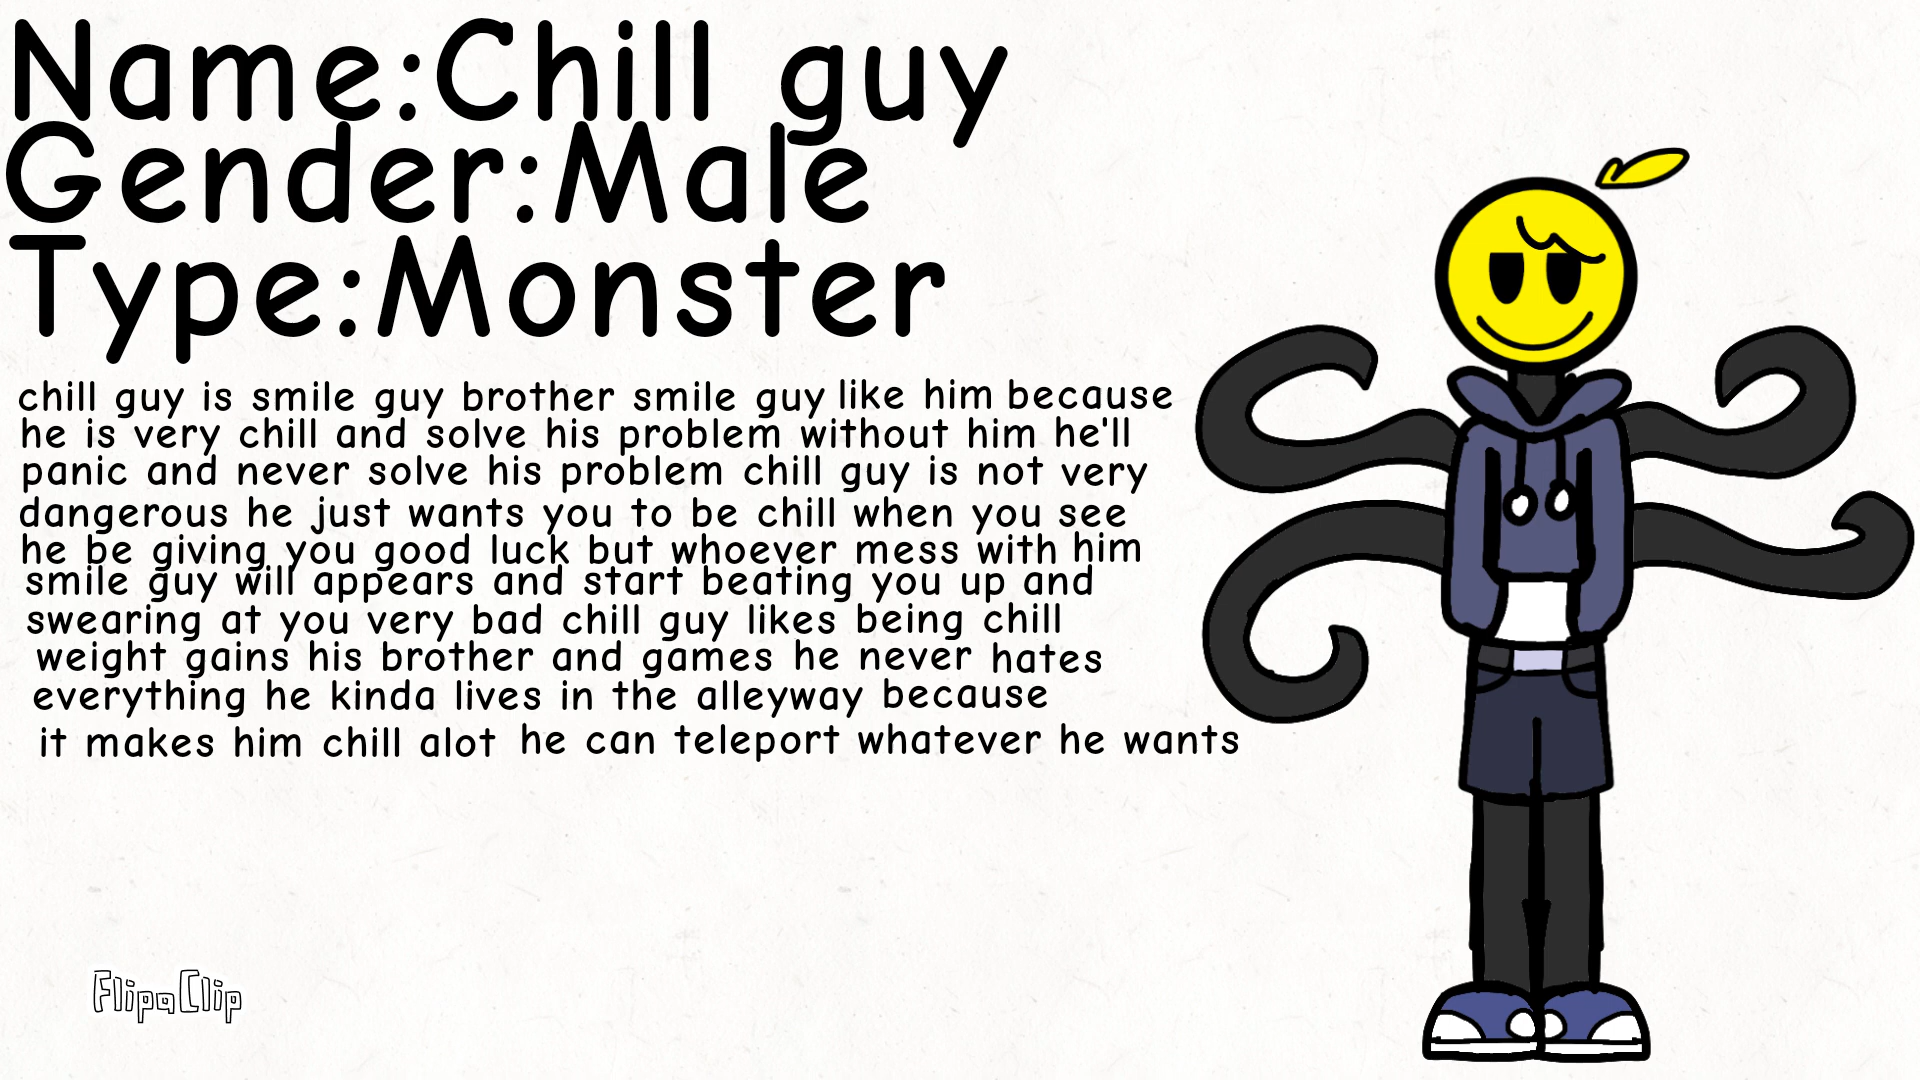 Name:Chill guy
Gender:Male
Type:Monster
chill guy is smile guy brother smile guy like him because
he is very chill and solve his problem without him he'll
panic and never solve his problem chill guy is not very
dangerous he just wants you to be chill when you see
he be giving you good luck but whoever mess with him
smile guy will appears and start beating you up and
swearing at you very bad chill guy likes being chill
weight gains his brother and games he never hates
everything he kinda lives in the alleyway because
it makes him chill alot he can teleport whatever he wants
FlipaClip